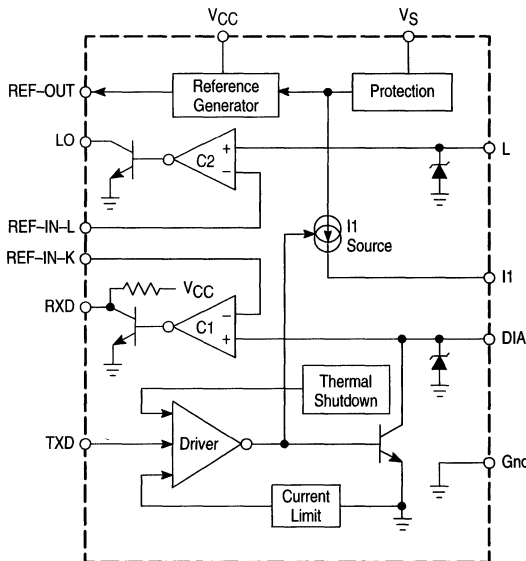 VCC
VS
REF–OUT
Reference
Generator
Protection
LO
+
C2
–
L
REF–IN–L
I1
Source
REF–IN–K
I1
RXD
VCC
–
C1
+
DIA
Thermal
Shutdown
TXD
Driver
Gnd
Current
Limit